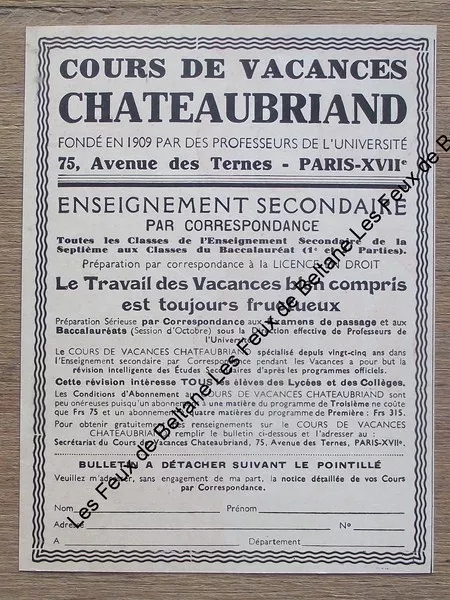 COURS DE VACANCES
CHATEAUBRIAND
FONDÉ EN 1909 PAR DES PROFESSEURS DE L'UNIVERSITÉ
75, Avenue des Ternes - PARIS-XVIIe
ENSEIGNEMENT SECONDAIRE
PAR CORRESPONDANCE
Toutes les Classes de l'Enseignement Secondaire de la
Septième aux Classes du Baccalauréat (1e et 2e Parties).
Préparation par correspondance à la LICENCE EN DROIT
Le Travail des Vacances bien compris
est toujours fructueux
Préparation Sérieuse par Correspondance aux Examens de passage et aux
Baccalauréats (Session d'Octobre) sous la Direction effective de Professeurs de
l'Université.
Le COURS DE VACANCES CHATEAUBRIAND spécialisé depuis vingt-cinq ans dans
l'Enseignement secondaire par Correspondance pendant les Vacances a pour but la
révision intelligente des Études Scolaires d'après les programmes officiels.
Cette révision intéresse TOUS les élèves des Lycées et des Collèges.
Les Conditions d'Abonnement au COURS DE VACANCES CHATEAUBRIAND sont
peu onéreuses puisqu'un abonnement à une matière du programme de Troisième ne coûte
que Frs 75 et un abonnement à quatre matières du programme de Première : Frs 315.
Pour obtenir gratuitement des renseignements sur le COURS DE VACANCES
CHATEAUBRIAND remplir le bulletin ci-dessous et l'adresser au :
Secrétariat du Cours de Vacances Chateaubriand, 75, Avenue des Ternes, PARIS-XVIIe.
BULLETIN A DÉTACHER SUIVANT LE POINTILLÉ
Veuillez m'adresser, sans engagement de ma part, la notice détaillée de vos Cours
par Correspondance.
Nom Prénom
Adresse No
A Département
Les Feux de Beltane Les Feux de Beltane Les Feux de Be